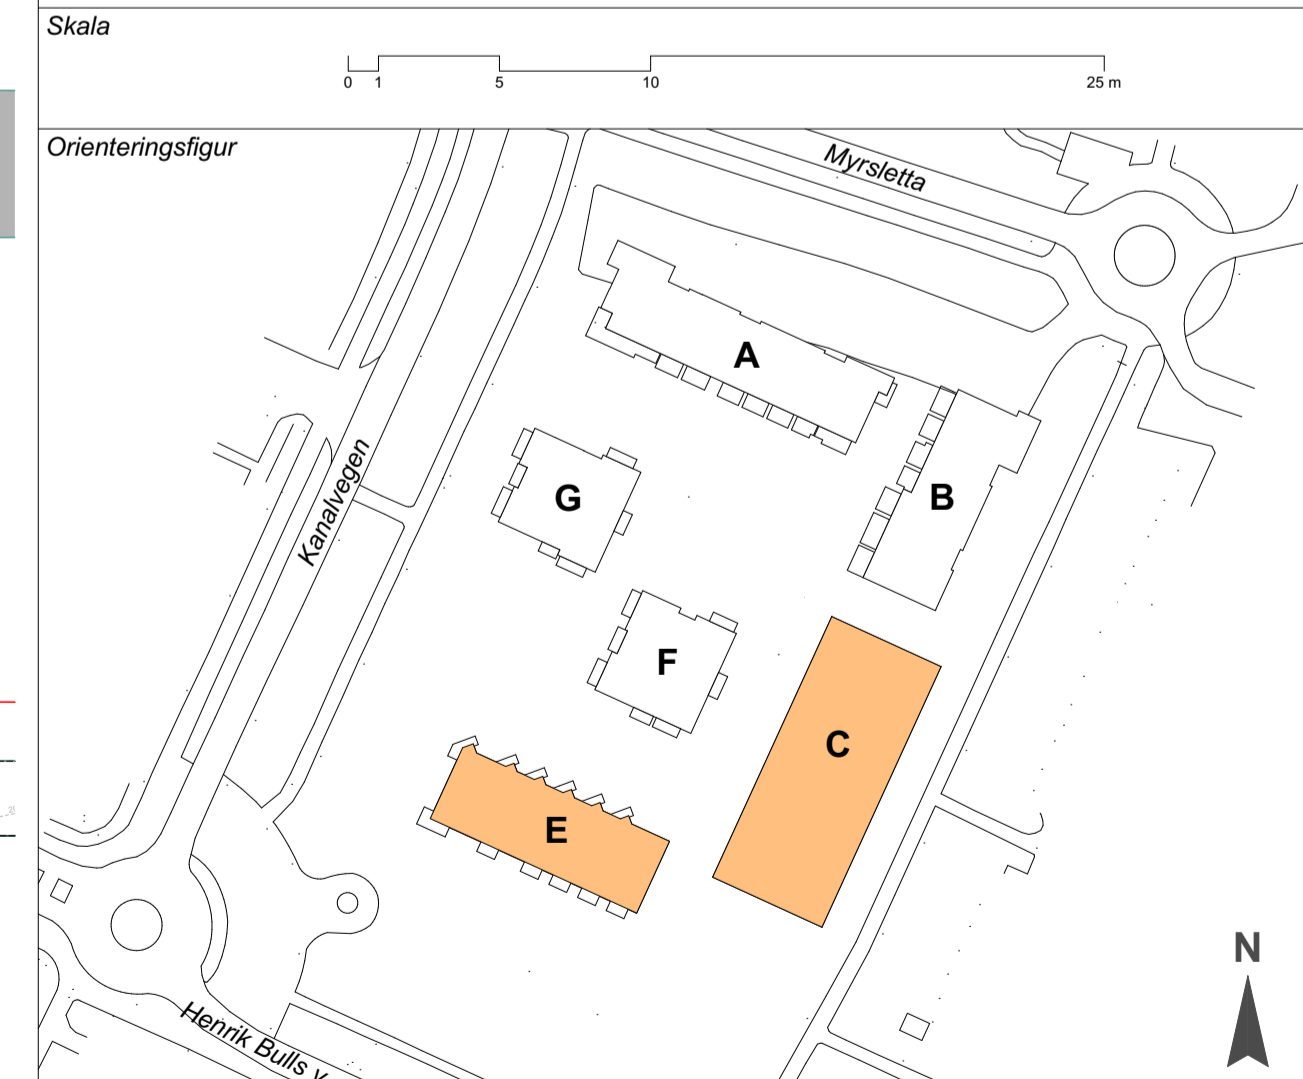 Skala
0 1 5 10 25 m
Orienteringsfigur
Myrsletta
A
Kanalvegen
G
B
F
C
E
N
Henrik Bulls v